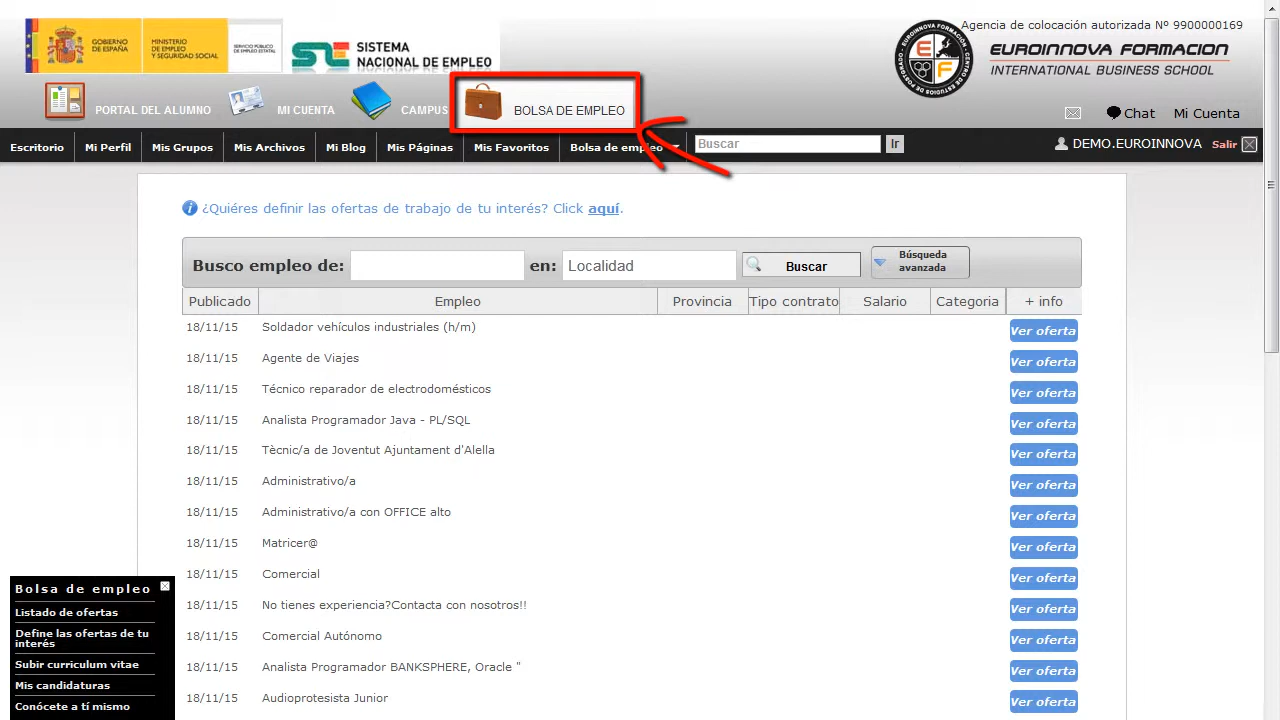 Agencia de colocación autorizada Nº 9900000169
GOBIERNO
DE ESPAÑA
MINISTERIO
DE EMPLEO
Y SEGURIDAD SOCIAL
SERVICIO PÚBLICO
DE EMPLEO ESTATAL
SISTEMA
NACIONAL DE EMPLEO
EUROINNOVA FORMACIÓN
CENTRO DE ESTUDIOS DE POSTGRADO
E
F
EUROINNOVA FORMACION
INTERNATIONAL BUSINESS SCHOOL
PORTAL DEL ALUMNO
MI CUENTA
CAMPUS
BOLSA DE EMPLEO
Chat
Mi Cuenta
Escritorio
Mi Perfil
Mis Grupos
Mis Archivos
Mi Blog
Mis Páginas
Mis Favoritos
Bolsa de empleo
Buscar
Ir
DEMO.EUROINNOVA
Salir
¿Quiéres definir las ofertas de trabajo de tu interés? Click aquí.
Busco empleo de:
en:
Localidad
Buscar
Búsqueda
avanzada
Publicado Empleo Provincia Tipo contrato Salario Categoria + info
18/11/15 Soldador vehículos industriales (h/m) Ver oferta
18/11/15 Agente de Viajes Ver oferta
18/11/15 Técnico reparador de electrodomésticos Ver oferta
18/11/15 Analista Programador Java - PL/SQL Ver oferta
18/11/15 Tècnic/a de Joventut Ajuntament d'Alella Ver oferta
18/11/15 Administrativo/a Ver oferta
18/11/15 Administrativo/a con OFFICE alto Ver oferta
18/11/15 Matricer@ Ver oferta
18/11/15 Comercial Ver oferta
18/11/15 No tienes experiencia?Contacta con nosotros!! Ver oferta
18/11/15 Comercial Autónomo Ver oferta
18/11/15 Analista Programador BANKSPHERE, Oracle " Ver oferta
18/11/15 Audioprotesista Junior Ver oferta
Bolsa de empleo
Listado de ofertas
Define las ofertas de tu
interés
Subir curriculum vitae
Mis candidaturas
Conócete a tí mismo